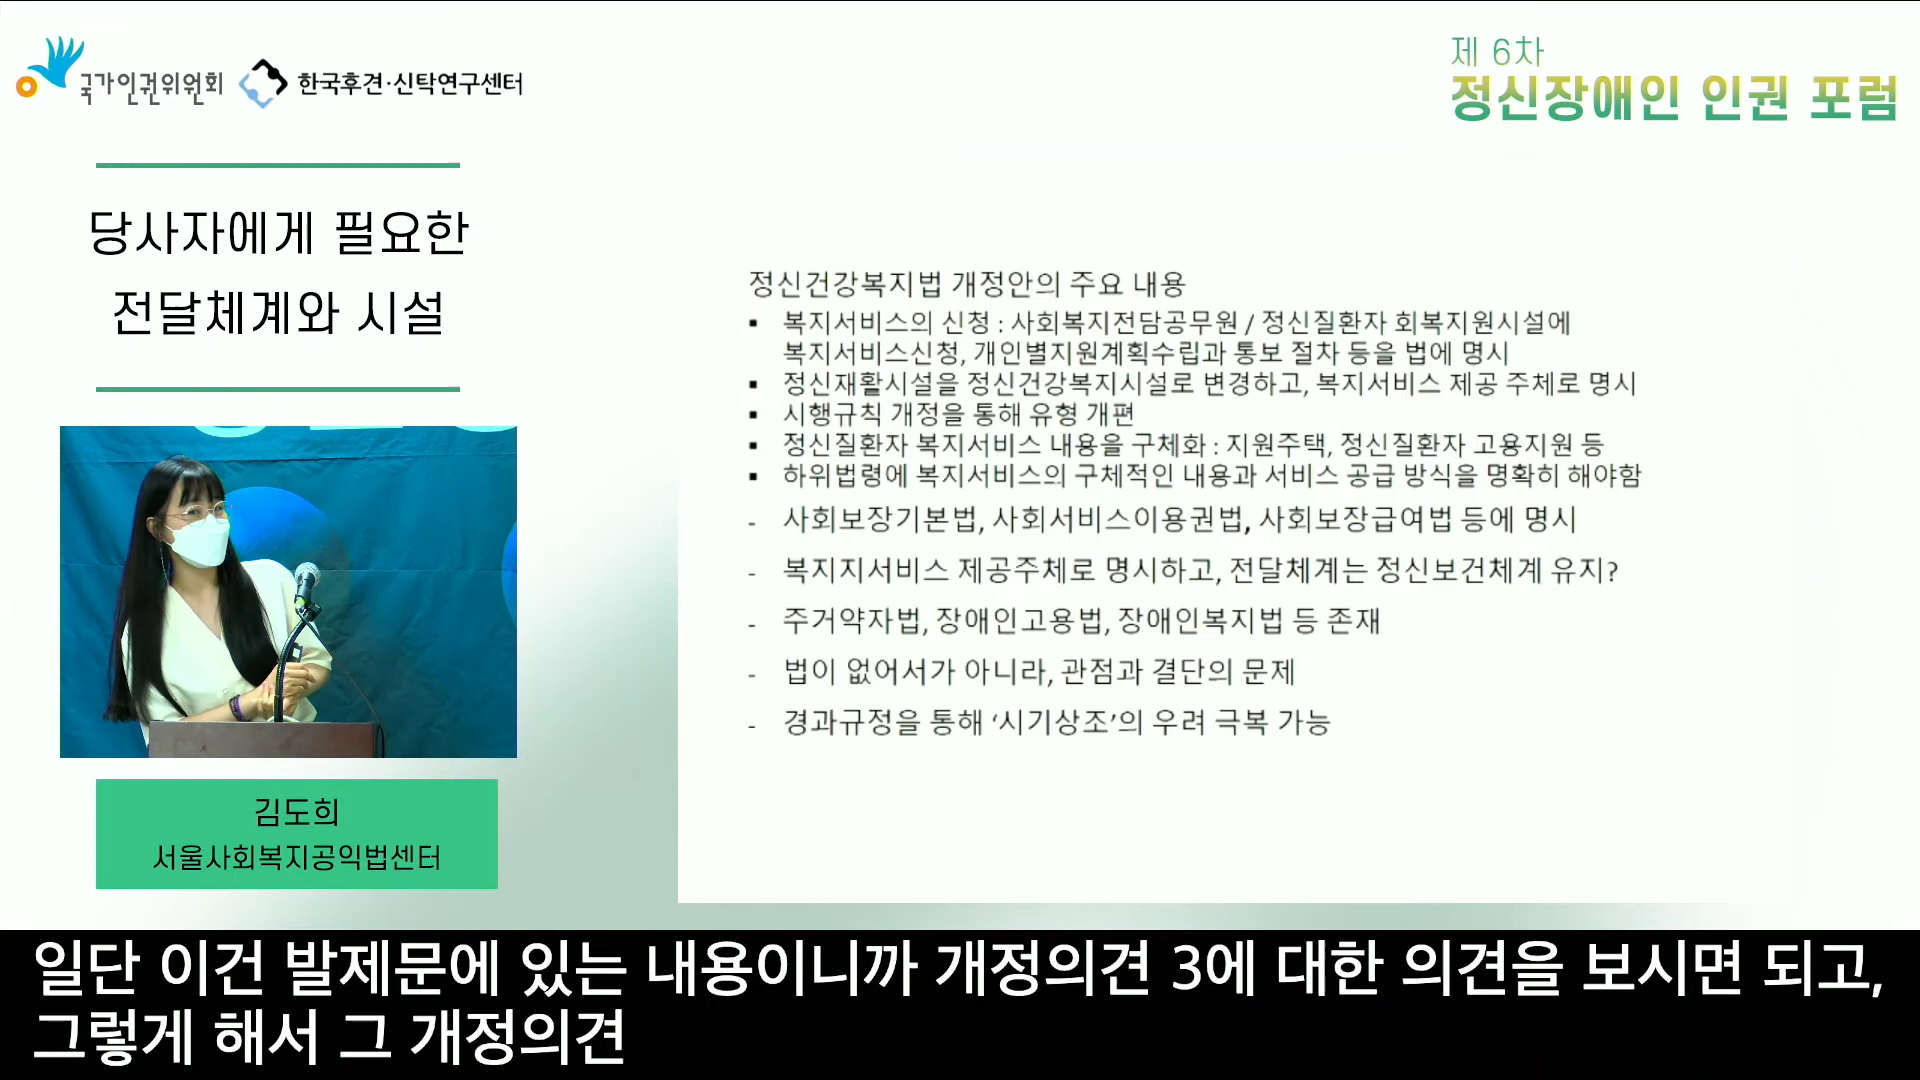 국가인권위원회
한국후견·신탁연구센터
제 6차
정신장애인 인권 포럼
당사자에게 필요한
전달체계와 시설
정신건강복지법 개정안의 주요 내용
▪ 복지서비스의 신청 : 사회복지전담공무원 / 정신질환자 회복지원시설에
복지서비스신청, 개인별지원계획수립과 통보 절차 등을 법에 명시
▪ 정신재활시설을 정신건강복지시설로 변경하고, 복지서비스 제공 주체로 명시
▪ 시행규칙 개정을 통해 유형 개편
▪ 정신질환자 복지서비스 내용을 구체화 : 지원주택, 정신질환자 고용지원 등
▪ 하위법령에 복지서비스의 구체적인 내용과 서비스 공급 방식을 명확히 해야함
- 사회보장기본법, 사회서비스이용권법, 사회보장급여법 등에 명시
- 복지지서비스 제공주체로 명시하고, 전달체계는 정신보건체계 유지?
- 주거약자법, 장애인고용법, 장애인복지법 등 존재
- 법이 없어서가 아니라, 관점과 결단의 문제
- 경과규정을 통해 ‘시기상조’의 우려 극복 가능
김도희
서울사회복지공익법센터
일단 이건 발제문에 있는 내용이니까 개정의견 3에 대한 의견을 보시면 되고,
그렇게 해서 그 개정의견